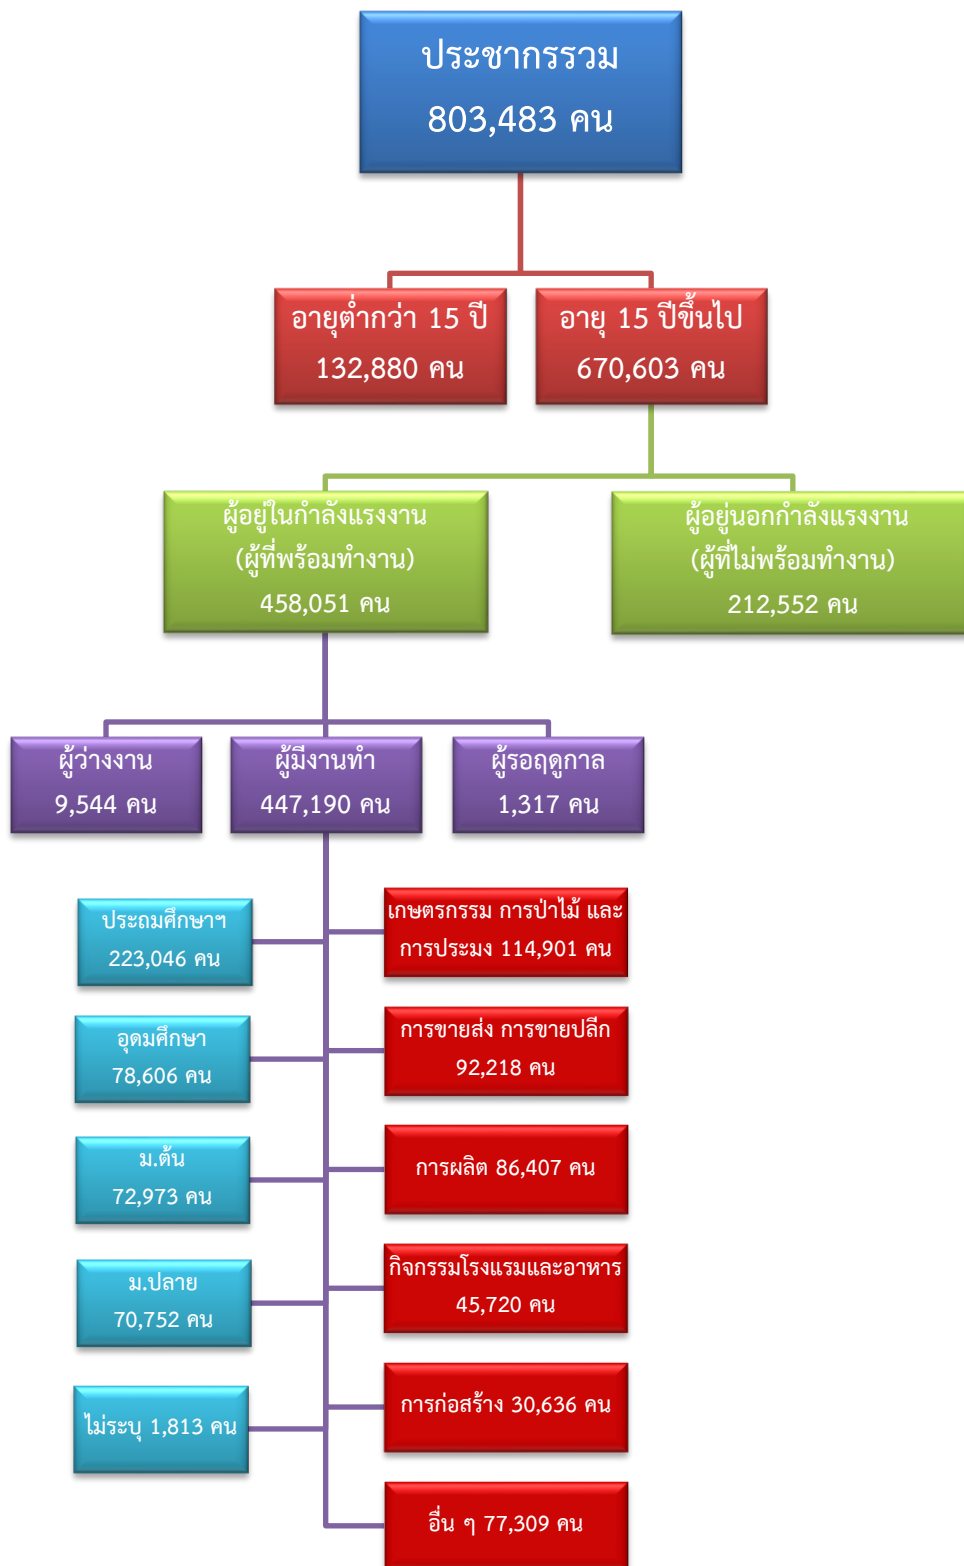 ประชากรรวม
803,483 คน
อายุต่ำกว่า 15 ปี
132,880 คน
อายุ 15 ปีขึ้นไป
670,603 คน
ผู้อยู่ในกำลังแรงงาน
(ผู้ที่พร้อมทำงาน)
458,051 คน
ผู้อยู่นอกกำลังแรงงาน
(ผู้ที่ไม่พร้อมทำงาน)
212,552 คน
ผู้ว่างงาน
9,544 คน
ผู้มีงานทำ
447,190 คน
ผู้รอฤดูกาล
1,317 คน
ประถมศึกษาฯ
223,046 คน
อุดมศึกษา
78,606 คน
ม.ต้น
72,973 คน
ม.ปลาย
70,752 คน
ไม่ระบุ 1,813 คน
เกษตรกรรม การป่าไม้ และ
การประมง 114,901 คน
การขายส่ง การขายปลีก
92,218 คน
การผลิต 86,407 คน
กิจกรรมโรงแรมและอาหาร
45,720 คน
การก่อสร้าง 30,636 คน
อื่น ๆ 77,309 คน